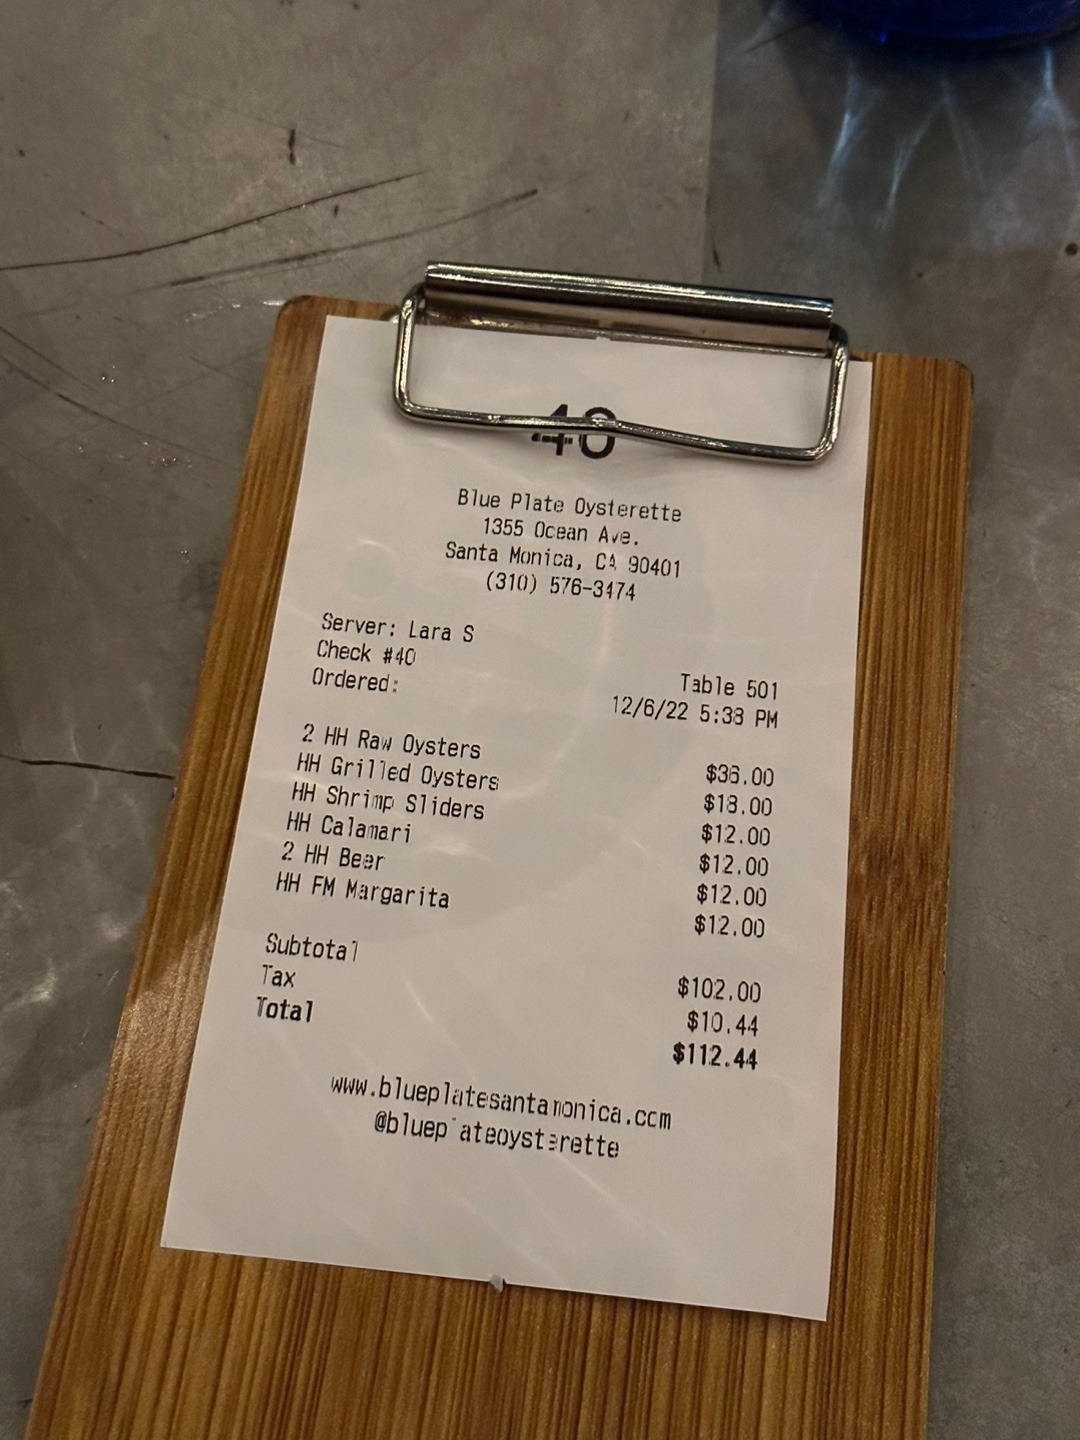 40
Blue Plate Oysterette
1355 Ocean Ave.
Santa Monica, CA 90401
(310) 576-3474
Server: Lara S
Check #40 Table 501
Ordered: 12/6/22 5:38 PM
2 HH Raw Oysters $36.00
HH Grilled Oysters $18.00
HH Shrimp Sliders $12.00
HH Calamari $12.00
2 HH Beer $12.00
HH FM Margarita $12.00
Subtotal $102.00
Tax $10.44
Total $112.44
www.blueplatesantamonica.com
@blueplateoysterette